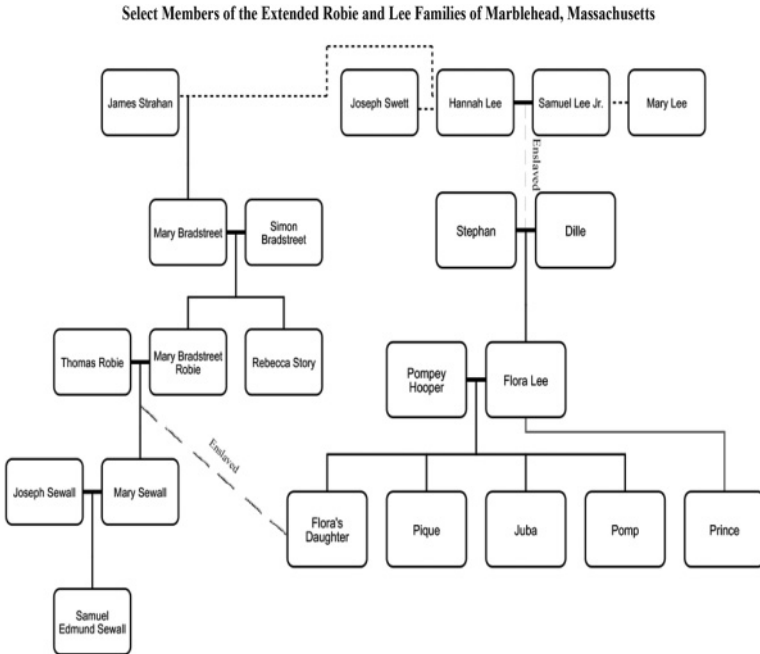 Select Members of the Extended Robie and Lee Families of Marblehead, Massachusetts
James Strahan
Joseph Swett
Hannah Lee
Samuel Lee Jr.
Mary Lee
Enslaved
Mary Bradstreet
Simon
Bradstreet
Stephan
Dille
Thomas Robie
Mary Bradstreet
Robie
Rebecca Story
Pompey
Hooper
Flora Lee
Enslaved
Joseph Sewall
Mary Sewall
Flora's
Daughter
Pique
Juba
Pomp
Prince
Samuel
Edmund Sewall